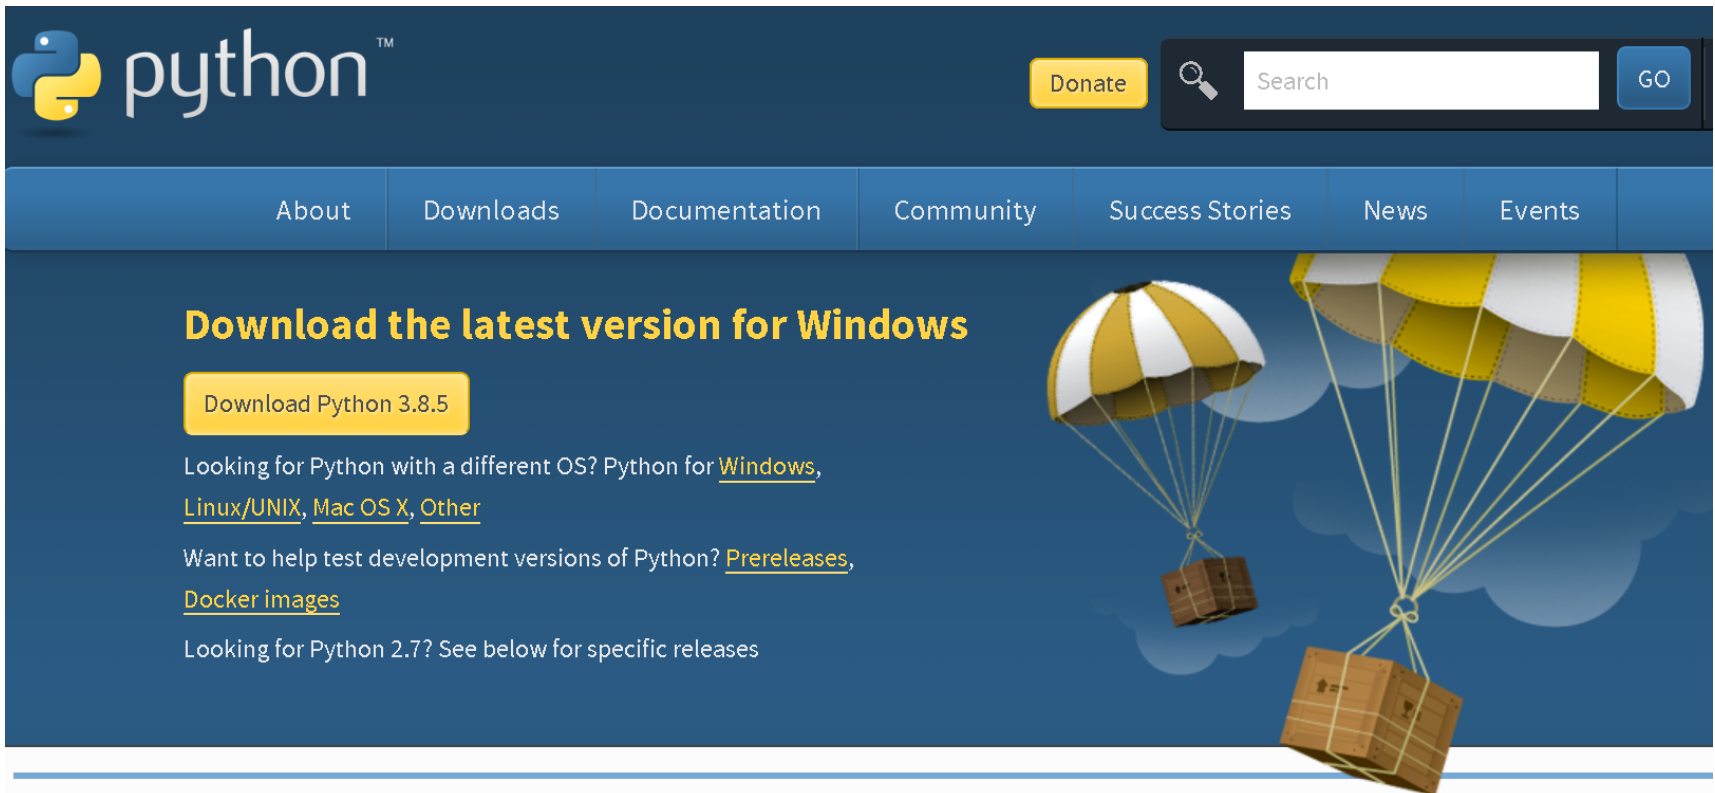 python™
Donate
Search
GO
About Downloads Documentation Community Success Stories News Events
Download the latest version for Windows
Download Python 3.8.5
Looking for Python with a different OS? Python for Windows,
Linux/UNIX, Mac OS X, Other
Want to help test development versions of Python? Prereleases,
Docker images
Looking for Python 2.7? See below for specific releases